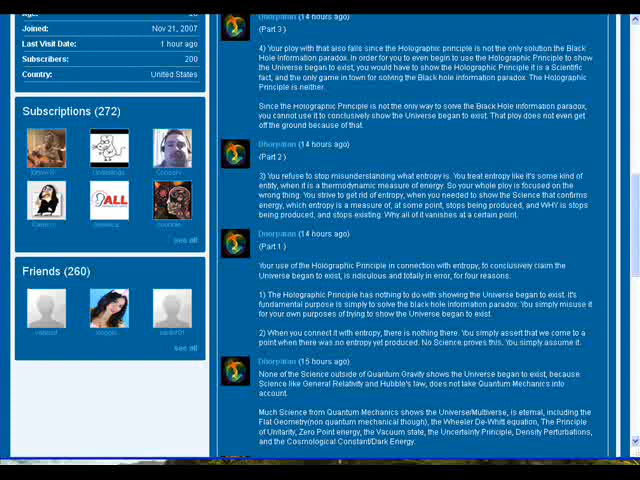 Age:
Joined: Nov 21, 2007
Last Visit Date: 1 hour ago
Subscribers: 200
Country: United States
Subscriptions (272)
see all
Friends (260)
see all
Dhorpatan (14 hours ago)
(Part 3 )
4) Your ploy with that also fails since the Holographic principle is not the only solution the Black
Hole information paradox. In order for you to even begin to use the Holographic Principle to show
the Universe began to exist, you would have to show the Holographic Principle it is a Scientific
fact, and the only game in town for solving the Black hole information paradox. The Holographic
Principle is neither.
Since the Holographic Principle is not the only way to solve the Black Hole information paradox,
you cannot use it to conclusively show the Universe began to exist. That ploy does not even get
off the ground because of that.
Dhorpatan (14 hours ago)
(Part 2 )
3) You refuse to stop misunderstanding what entropy is. You treat entropy like it's some kind of
entity, when it is a thermodynamic measure of energy. So your whole ploy is focused on the
wrong thing. You strive to get rid of entropy, when you needed to show the Science that confirms
energy, which entropy is a measure of, at some point, stops being produced, and WHY is stops
being produced, and stops existing. Why all of it vanishes at a certain point.
Dhorpatan (14 hours ago)
(Part 1 )
Your use of the Holographic Principle in connection with entropy, to conclusively claim the
Universe began to exist, is ridiculous and totally in error, for four reasons.
1) The Holographic Principle has nothing to do with showing the Universe began to exist. It's
fundamental purpose is simply to solve the black hole information paradox. You simply misuse it
for your own purposes of trying to show the Universe began to exist.
2) When you connect it with entropy, there is nothing there. You simply assert that we come to a
point when there was no entropy yet produced. No Science proves this. You simply assume it.
Dhorpatan (15 hours ago)
None of the Science outside of Quantum Gravity shows the Universe began to exist, because
Science like General Relativity and Hubble's law, does not take Quantum Mechanics into
account.
Much Science from Quantum Mechanics shows the Universe/Multiverse, is eternal, including the
Flat Geometry(non quantum mechanical though), the Wheeler De-Whitt equation, The Principle
of Unitarity, Zero Point energy, the Vacuum state, the Uncertainty Principle, Density Perturbations,
and the Cosmological Constant/Dark Energy.